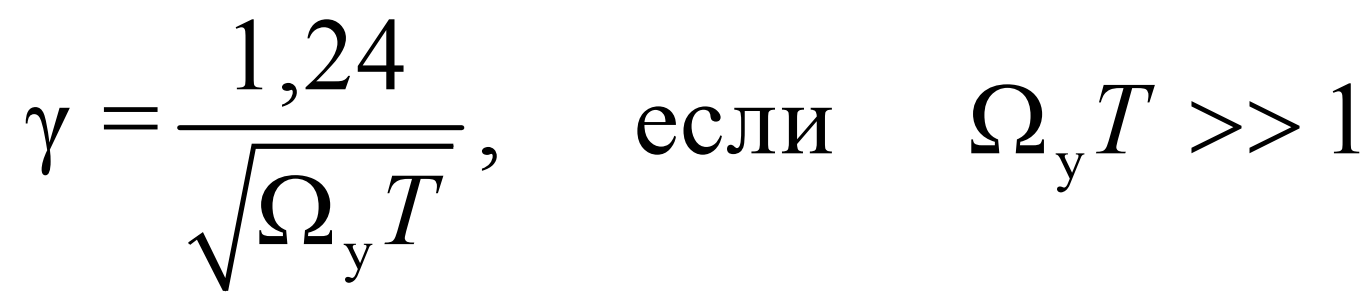 γ = 1,24 / √(Ω_у T) , если Ω_у T >> 1